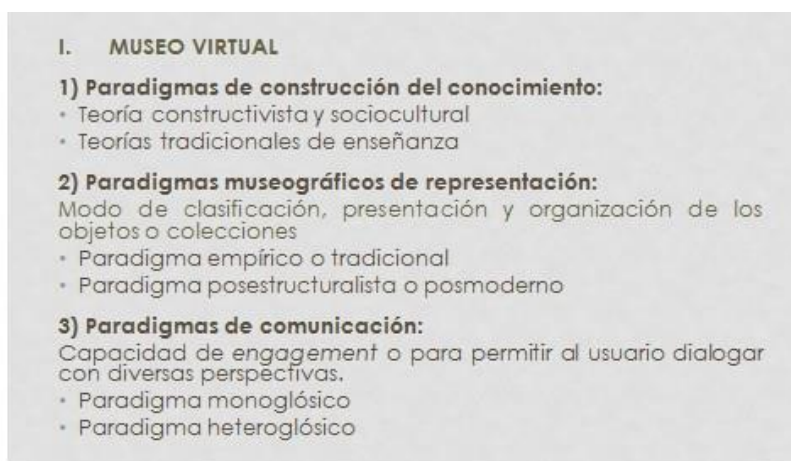 I. MUSEO VIRTUAL
1) Paradigmas de construcción del conocimiento:
• Teoría constructivista y sociocultural
• Teorías tradicionales de enseñanza
2) Paradigmas museográficos de representación:
Modo de clasificación, presentación y organización de los
objetos o colecciones
• Paradigma empírico o tradicional
• Paradigma posestructuralista o posmoderno
3) Paradigmas de comunicación:
Capacidad de engagement o para permitir al usuario dialogar
con diversas perspectivas.
• Paradigma monoglósico
• Paradigma heteroglósico